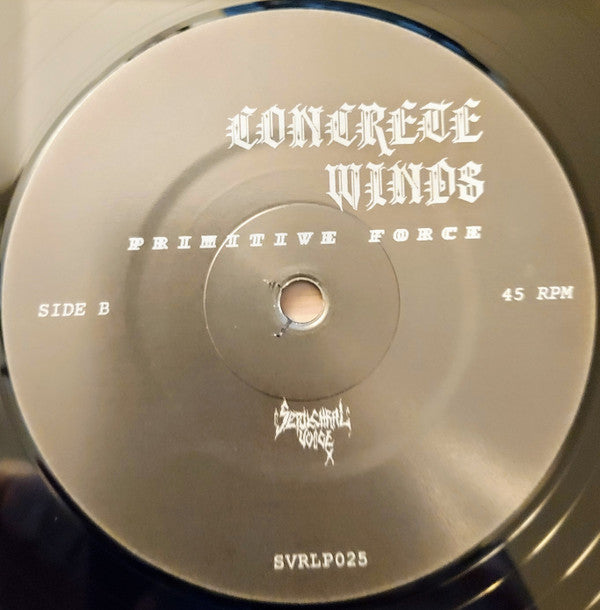 CONCRETE
WINDS
PRIMITIVE FORCE
SIDE B
45 RPM
SEPULCHRAL
VOICE
SVRLP025